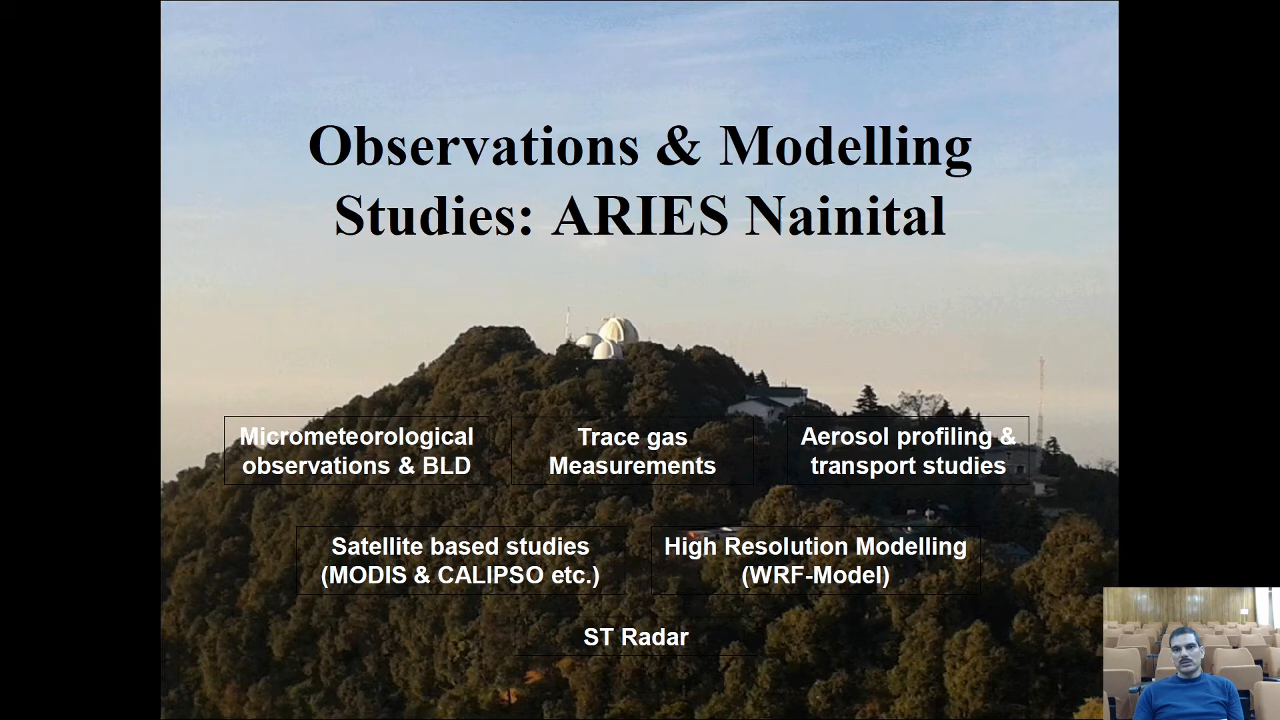 Observations & Modelling
Studies: ARIES Nainital
Micrometeorological
observations & BLD
Trace gas
Measurements
Aerosol profiling &
transport studies
Satellite based studies
(MODIS & CALIPSO etc.)
High Resolution Modelling
(WRF-Model)
ST Radar